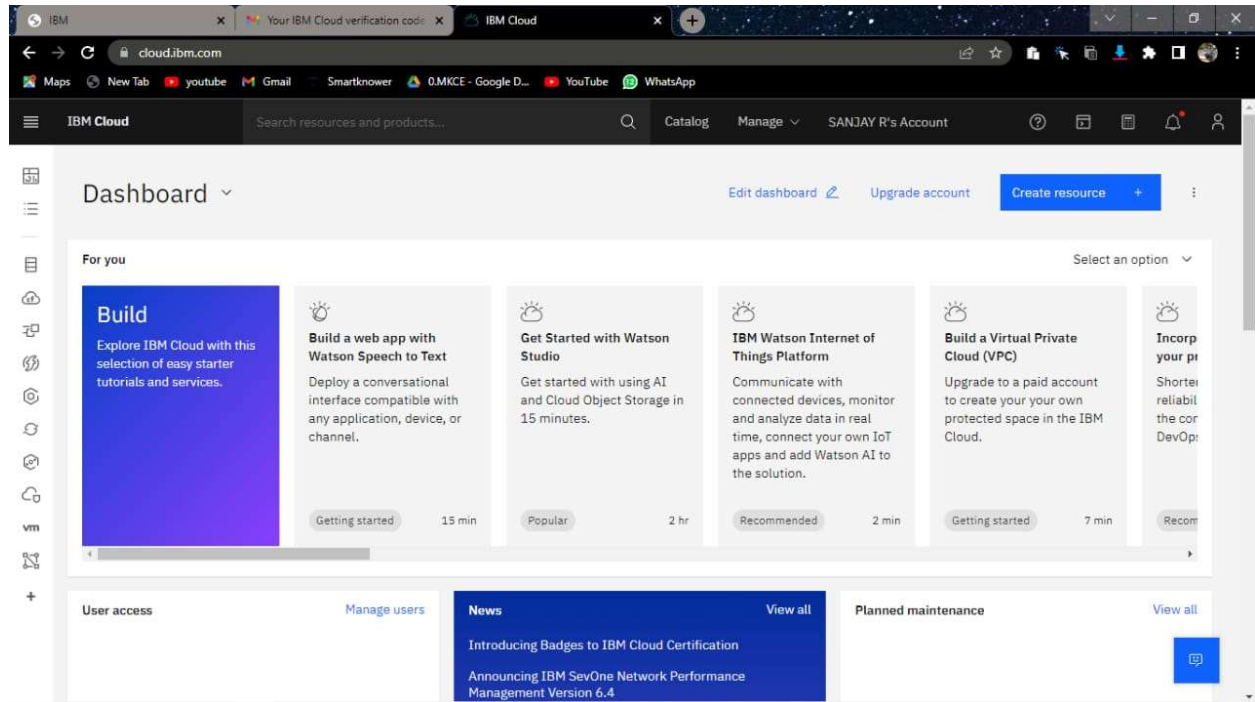 IBM
Your IBM Cloud verification code
IBM Cloud
cloud.ibm.com
Maps
New Tab
youtube
Gmail
Smartknower
0.MKCE - Google D...
YouTube
WhatsApp
IBM Cloud
Search resources and products...
Catalog
Manage
SANJAY R's Account
Dashboard
Edit dashboard
Upgrade account
Create resource +
For you
Select an option
Build
Explore IBM Cloud with this
selection of easy starter
tutorials and services.
Build a web app with
Watson Speech to Text
Deploy a conversational
interface compatible with
any application, device, or
channel.
Getting started
15 min
Get Started with Watson
Studio
Get started with using AI
and Cloud Object Storage in
15 minutes.
Popular
2 hr
IBM Watson Internet of
Things Platform
Communicate with
connected devices, monitor
and analyze data in real
time, connect your own IoT
apps and add Watson AI to
the solution.
Recommended
2 min
Build a Virtual Private
Cloud (VPC)
Upgrade to a paid account
to create your your own
protected space in the IBM
Cloud.
Getting started
7 min
Incorp
your pr
Shorter
reliabil
the cor
DevOps
Recom
vm
User access
Manage users
News
View all
Introducing Badges to IBM Cloud Certification
Announcing IBM SevOne Network Performance
Management Version 6.4
Planned maintenance
View all